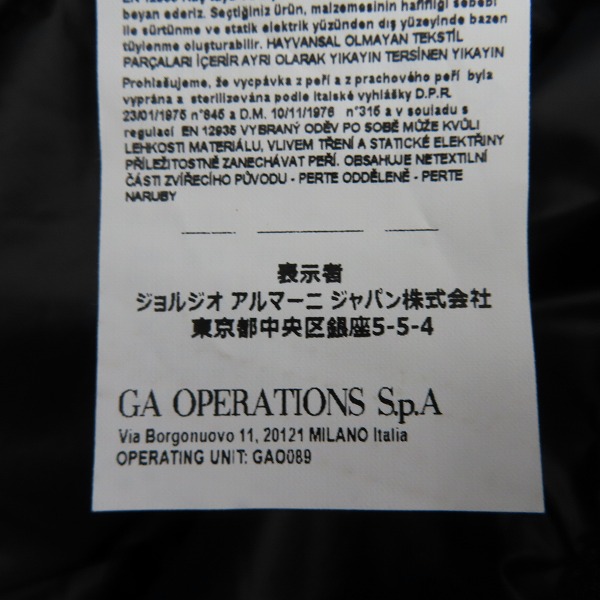 beyan ederiz. Seçtiğiniz ürün, malzemesinin hafifliği sebebi
ile sürtünme ve statik elektrik yüzünden dış yüzeyinde bazen
tüylenme oluşturabilir. HAYVANSAL OLMAYAN TEKSTİL
PARÇALARI İÇERİR AYRI OLARAK YIKAYIN TERSİNEN YIKAYIN
Prohlašujeme, že vycpávka z peří a z prachového peří byla
vyprána a sterilizována podle italské vyhlášky D.P.R.
23/01/1975 n°845 a D.M. 10/11/1976 n°315 a v souladu s
regulací EN 12935 VYBRANÝ ODĚV PO SOBĚ MŮŽE KVŮLI
LEHKOSTI MATERIÁLU, VLIVEM TŘENÍ A STATICKÉ ELEKTŘINY
PŘÍLEŽITOSTNĚ ZANECHÁVAT PEŘÍ. OBSAHUJE NETEXTILNÍ
ČÁSTI ZVÍŘECÍHO PŮVODU - PERTE ODDĚLENĚ - PERTE
NARUBY
表示者
ジョルジオ アルマーニ ジャパン株式会社
東京都中央区銀座5-5-4
GA OPERATIONS S.p.A
Via Borgonuovo 11, 20121 MILANO Italia
OPERATING UNIT: GAO089